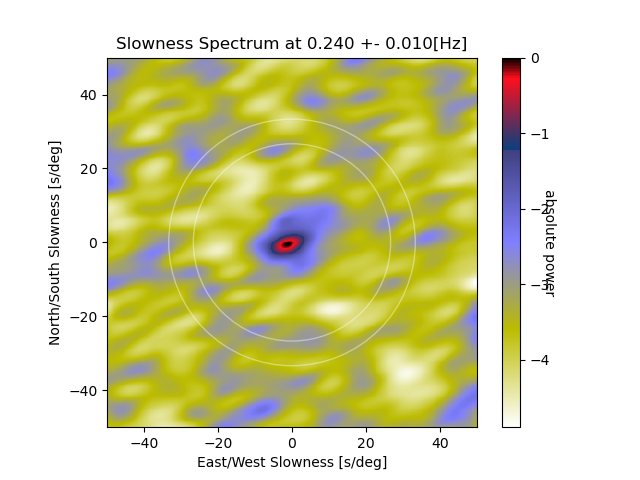 Slowness Spectrum at 0.240 +- 0.010[Hz]
North/South Slowness [s/deg]
40
20
0
−20
−40
−40 −20 0 20 40
East/West Slowness [s/deg]
0
−1
−2
−3
−4
absolute power